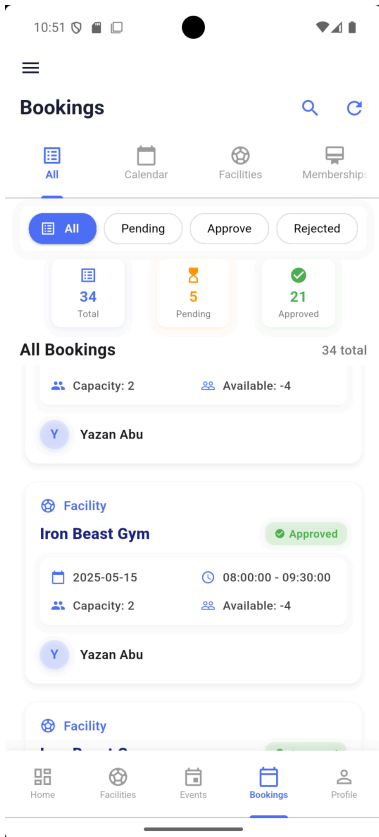 10:51
Bookings
All
Calendar
Facilities
Memberships
All
Pending
Approve
Rejected
34
Total
5
Pending
21
Approved
All Bookings
34 total
Capacity: 2
Available: -4
Y
Yazan Abu
Facility
Iron Beast Gym
Approved
2025-05-15
08:00:00 - 09:30:00
Capacity: 2
Available: -4
Y
Yazan Abu
Facility
Home
Facilities
Events
Bookings
Profile